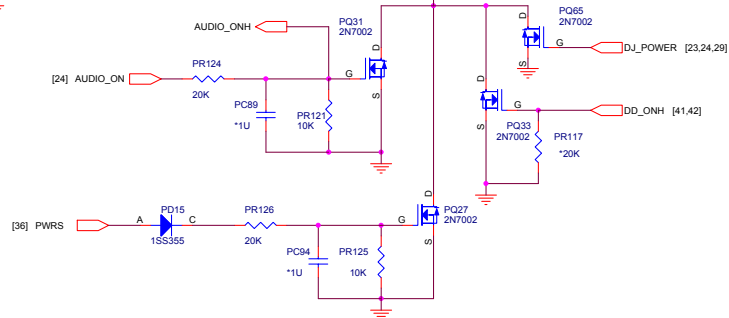 PQ65
PQ31
2N7002
2N7002
AUDIO_ONH
D
D
G
DJ_POWER [23,24,29]
PR124
S
[24] AUDIO_ON
G
D
20K
PC89
*1U
PR121
10K
S
G
DD_ONH [41,42]
PQ33
2N7002
PR117
*20K
S
D
PD15
PR126
PQ27
2N7002
[36] PWRS
A
C
G
1SS355
20K
S
PC94
*1U
PR125
10K